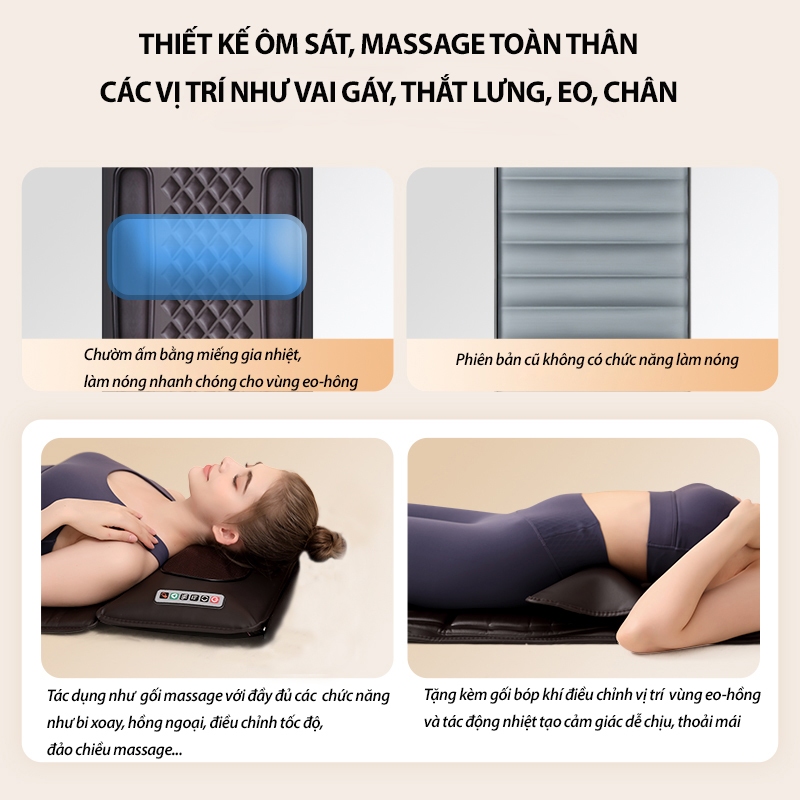 THIẾT KẾ ÔM SÁT, MASSAGE TOÀN THÂN
CÁC VỊ TRÍ NHƯ VAI GÁY, THẮT LƯNG, EO, CHÂN
Chườm ấm bằng miếng gia nhiệt,
làm nóng nhanh chóng cho vùng eo-hông
Phiên bản cũ không có chức năng làm nóng
Tác dụng như gối massage với đầy đủ các chức năng
như bi xoay, hồng ngoại, điều chỉnh tốc độ,
đảo chiều massage...
Tặng kèm gối bóp khí điều chỉnh vị trí vùng eo-hồng
và tác động nhiệt tạo cảm giác dễ chịu, thoải mái